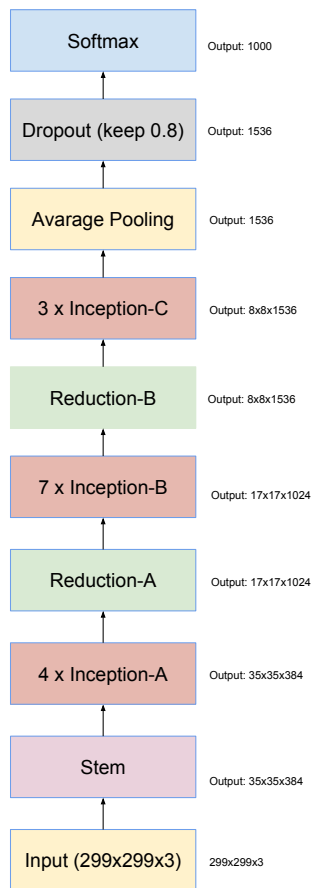 Softmax
Output: 1000
Dropout (keep 0.8)
Output: 1536
Avarage Pooling
Output: 1536
3 x Inception-C
Output: 8x8x1536
Reduction-B
Output: 8x8x1536
7 x Inception-B
Output: 17x17x1024
Reduction-A
Output: 17x17x1024
4 x Inception-A
Output: 35x35x384
Stem
Output: 35x35x384
Input (299x299x3)
299x299x3